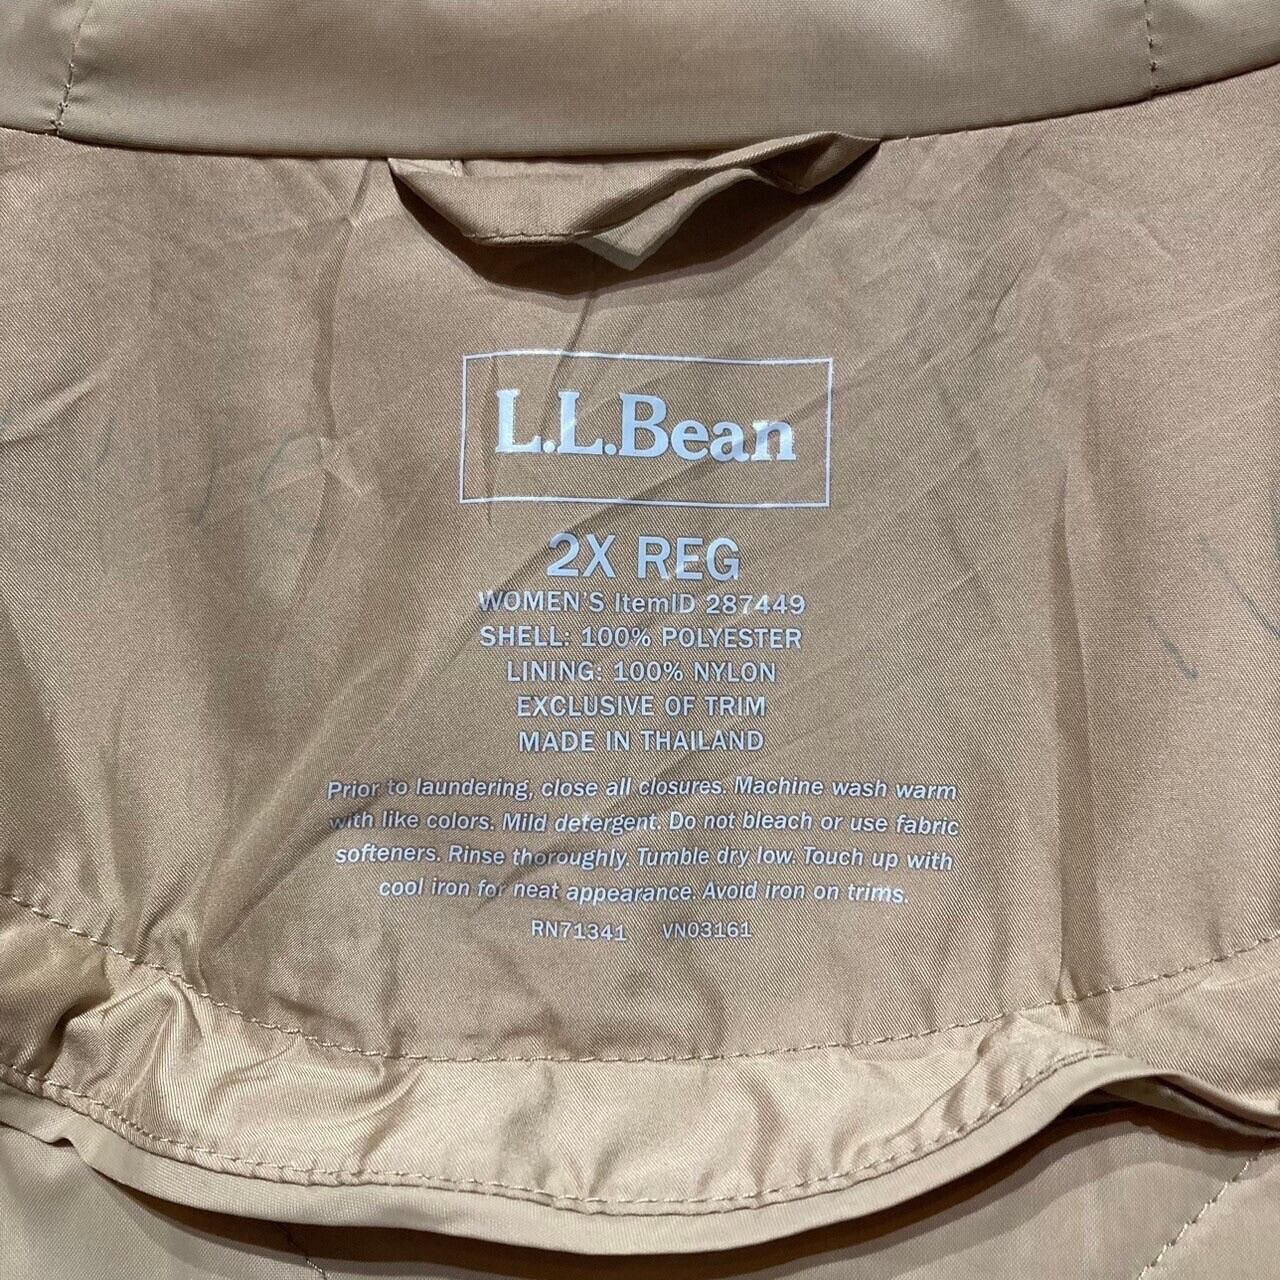 L.L.Bean
2X REG
WOMEN'S ItemID 287449
SHELL: 100% POLYESTER
LINING: 100% NYLON
EXCLUSIVE OF TRIM
MADE IN THAILAND
Prior to laundering, close all closures. Machine wash warm
with like colors. Mild detergent. Do not bleach or use fabric
softeners. Rinse thoroughly. Tumble dry low. Touch up with
cool iron for neat appearance. Avoid iron on trims.
RN71341 VN03161